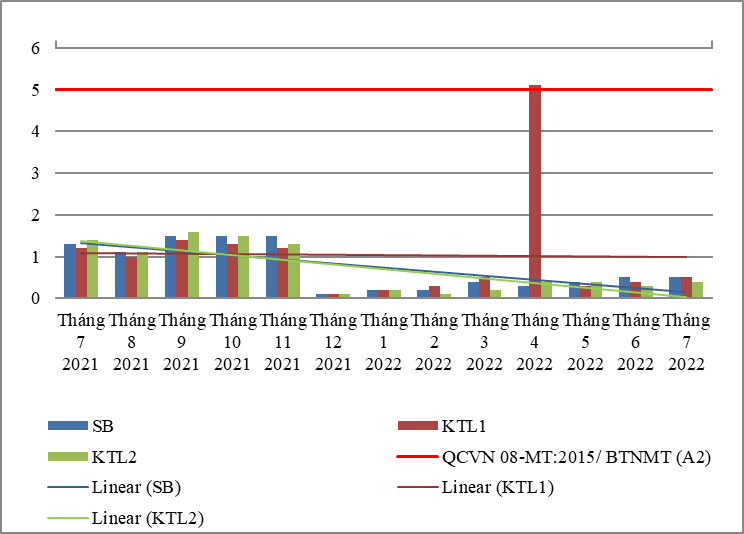 6
5
4
3
2
1
0
Tháng Tháng Tháng Tháng Tháng Tháng Tháng Tháng Tháng Tháng Tháng Tháng Tháng
7 8 9 10 11 12 1 2 3 4 5 6 7
2021 2021 2021 2021 2021 2021 2022 2022 2022 2022 2022 2022 2022
SB KTL1
KTL2 QCVN 08-MT:2015/ BTNMT (A2)
Linear (SB) Linear (KTL1)
Linear (KTL2)